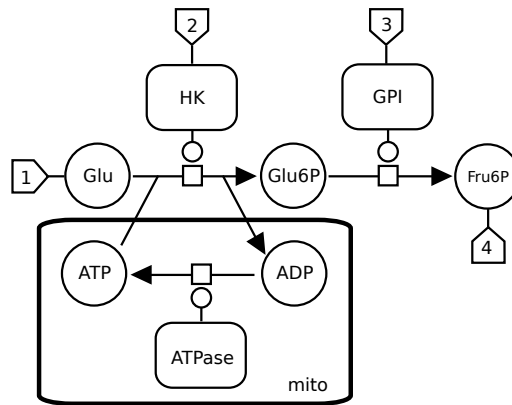 2
3
HK
GPI
1
Glu
Glu6P
Fru6P
4
ATP
ADP
ATPase
mito